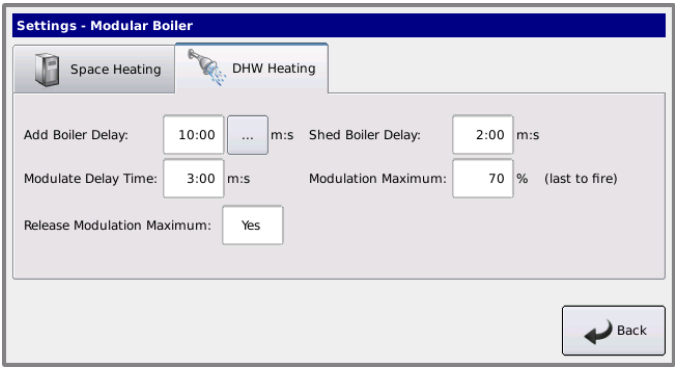 Settings - Modular Boiler
Space Heating DHW Heating
Add Boiler Delay: 10:00 ... m:s Shed Boiler Delay: 2:00 m:s
Modulate Delay Time: 3:00 m:s Modulation Maximum: 70 % (last to fire)
Release Modulation Maximum: Yes
Back